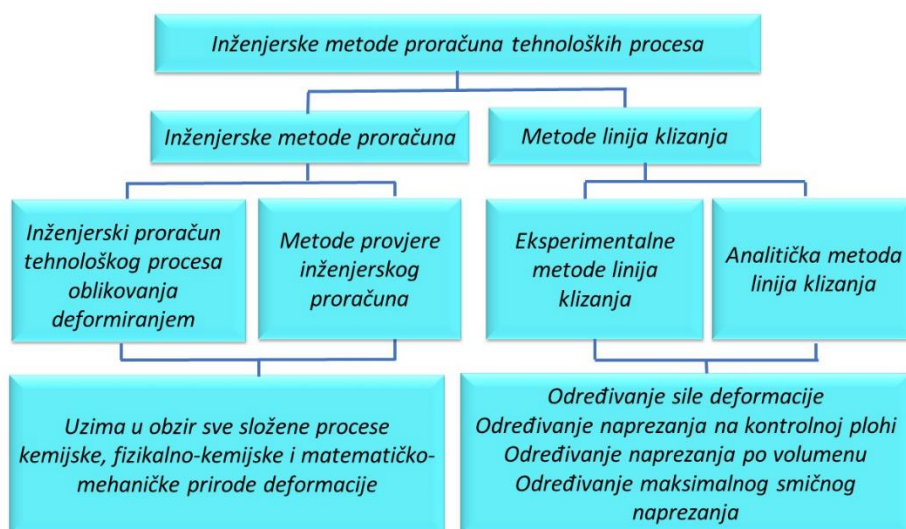 Inženjerske metode proračuna tehnoloških procesa
Inženjerske metode proračuna
Metode linija klizanja
Inženjerski proračun
tehnološkog procesa
oblikovanja
deformiranjem
Metode provjere
inženjerskog
proračuna
Eksperimentalne
metode linija
klizanja
Analitička metoda
linija klizanja
Uzima u obzir sve složene procese
kemijske, fizikalno-kemijske i matematičko-
mehaničke prirode deformacije
Određivanje sile deformacije
Određivanje naprezanja na kontrolnoj plohi
Određivanje naprezanja po volumenu
Određivanje maksimalnog smičnog
naprezanja